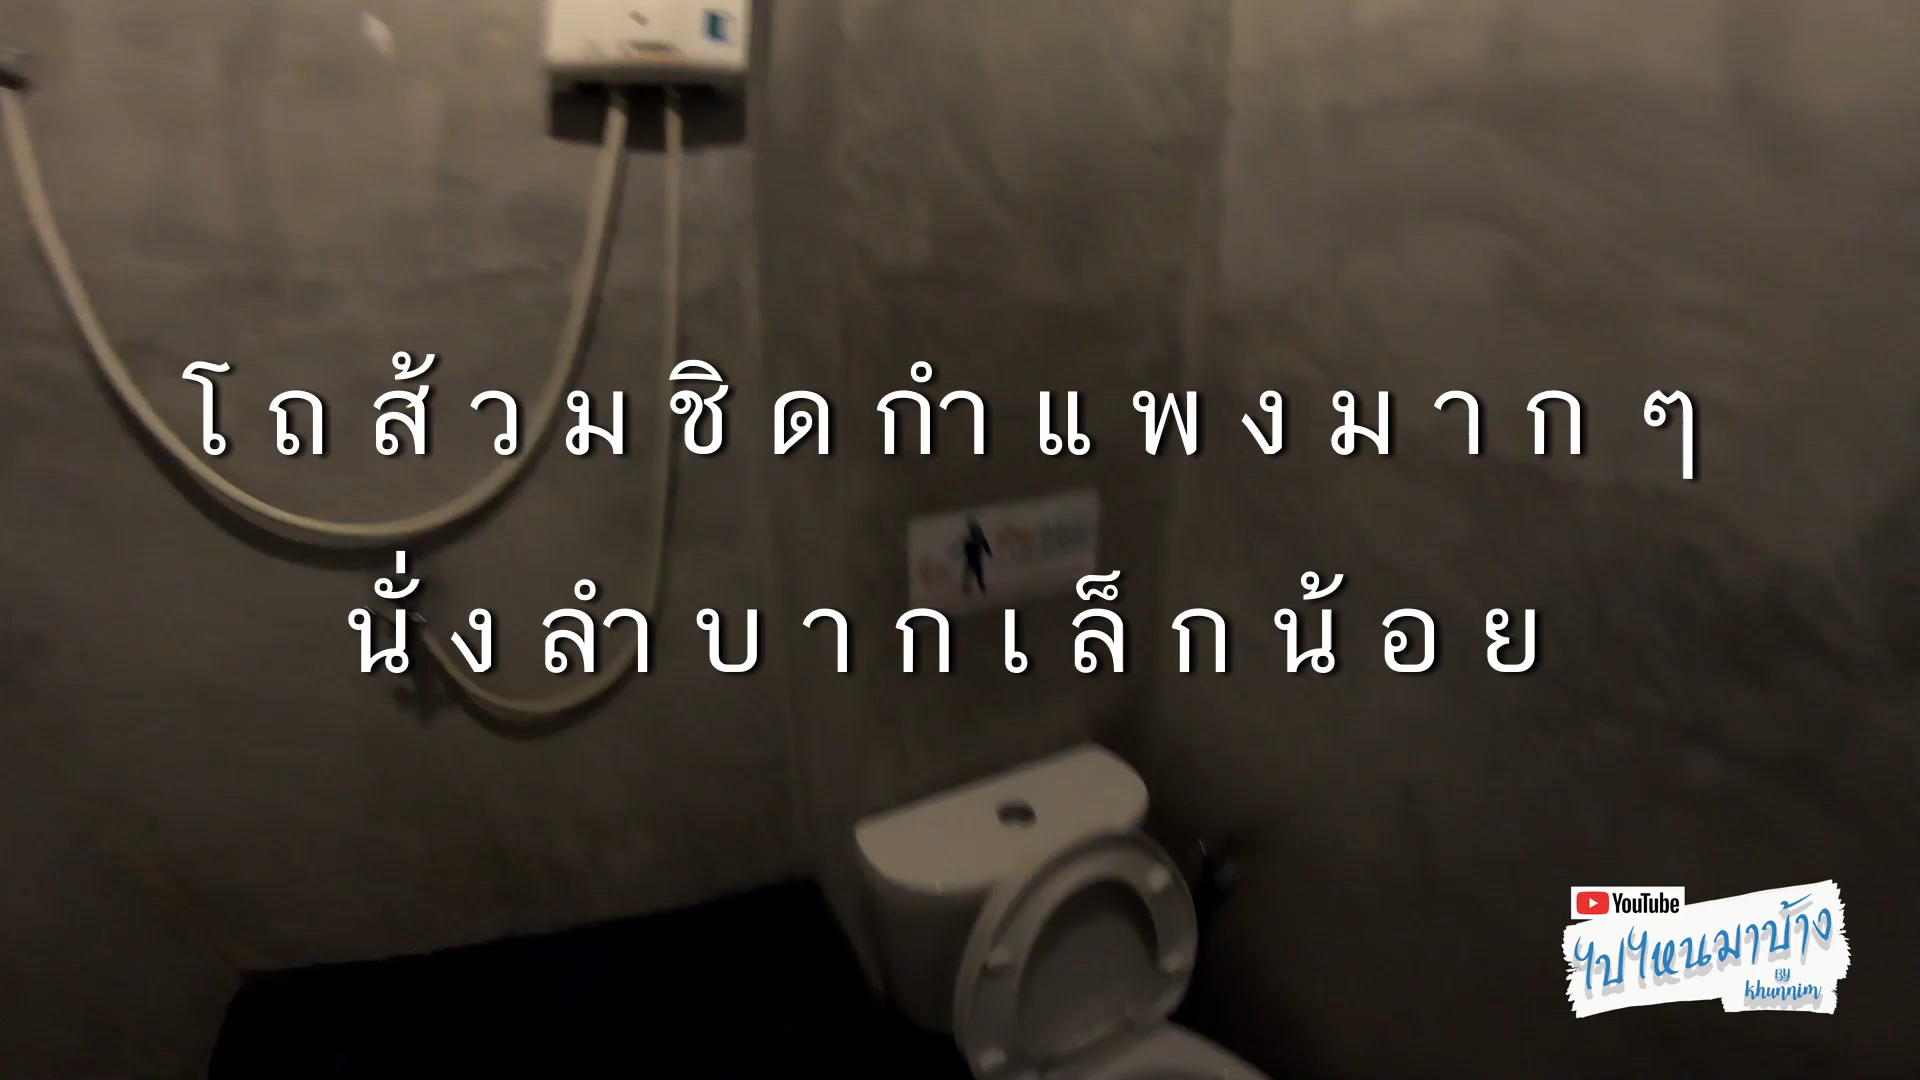 โถส้วมชิดกำแพงมาก ๆ
นั่งลำบากเล็กน้อย
YouTube
ไปไหนมาบ้าง
BY
khunnim